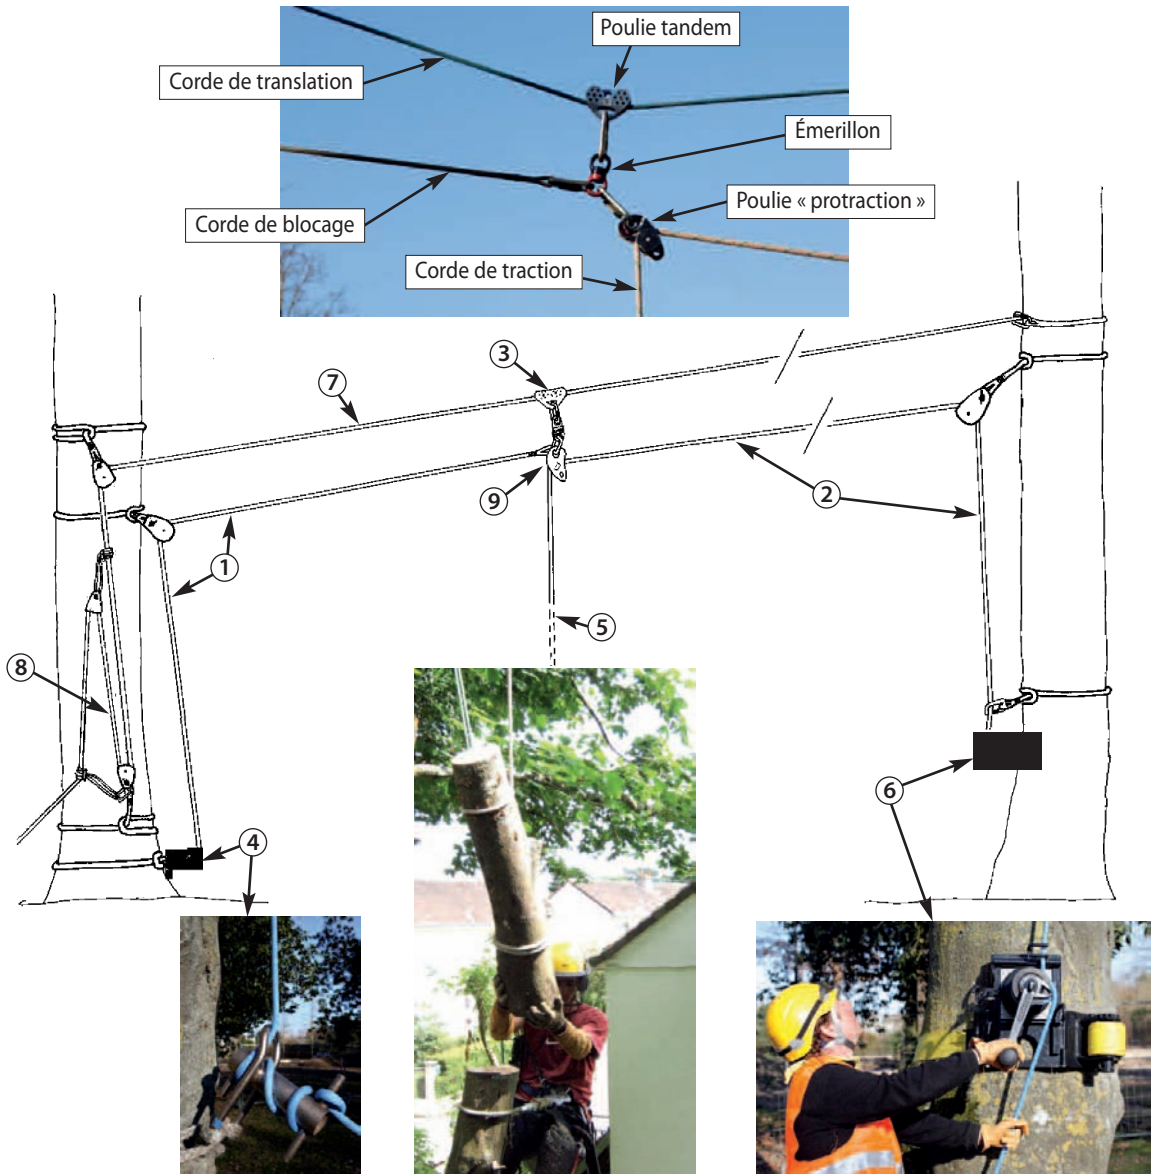 Poulie tandem
Corde de translation
Émerillon
Poulie « protraction »
Corde de blocage
Corde de traction
3
7
9
2
1
5
8
6
4